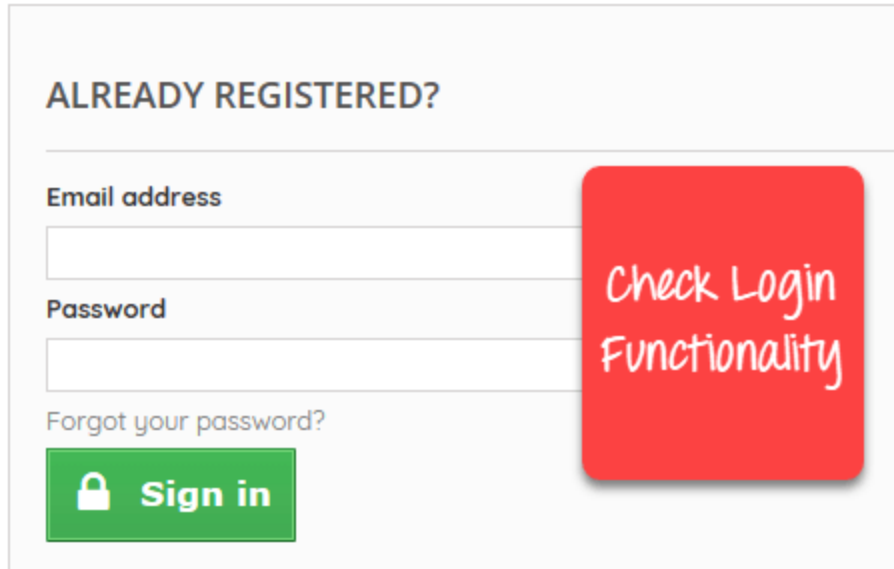 ALREADY REGISTERED?
Email address
Password
Forgot your password?
Sign in
Check Login
Functionality